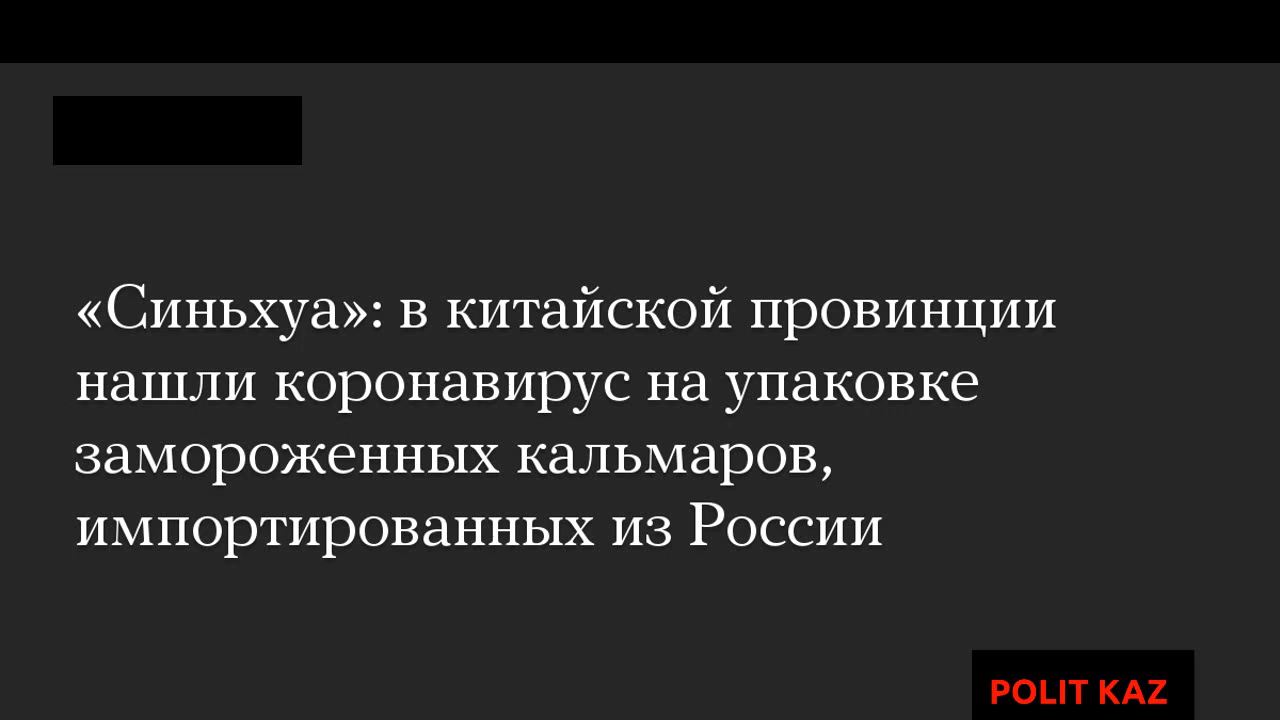 «Синьхуа»: в китайской провинции
нашли коронавирус на упаковке
замороженных кальмаров,
импортированных из России
POLIT KAZ